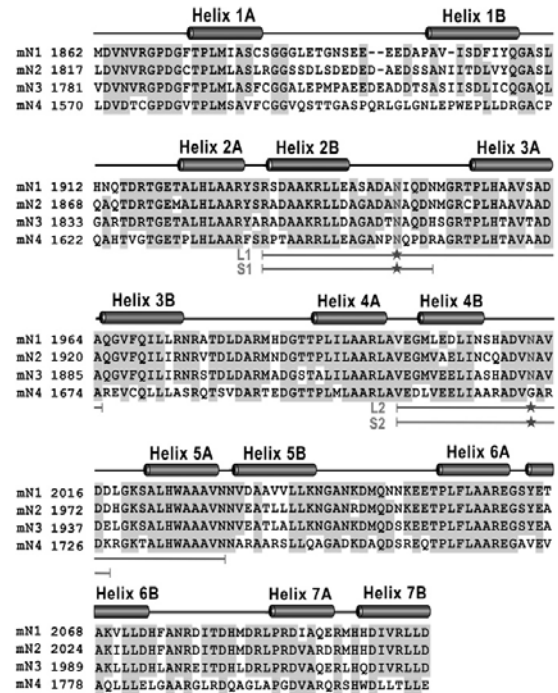 Helix 1A Helix 1B
mN1 1862 MDVNVRGPDGFTPLMIASCSGGGLETGNSEE--EEDAPAV-ISDFIYQGASL
mN2 1817 LDVNVRGPDGCTPLMLASLRGGSSDLSDEDED-AEDSSANIITDLVYQGASL
mN3 1781 VDVNVRGPDGFTPLMLASFCGGALEPMPAEEDEADDTSASIISDLICQGAQL
mN4 1570 LDVDTCGPDGVTPLMSAVFCGGVQSTTGASPQRLGLGNLEPWEPLLDRGACP
Helix 2A Helix 2B Helix 3A
mN1 1912 HNQTDRTGETALHLAARYSRSDAAKRLLEASADANIQDNMGRTPLHAAVSAD
mN2 1868 QAQTDRTGEMALHLAARYSRADAAKRLLDAGADANAQDNMGRCPLHAAVAAD
mN3 1833 GARTDRTGETALHLAARYARADAAKRLLDAGADTNAQDHSGRTPLHTAVTAD
mN4 1622 QAHTVGTGETPLHLAARFSRPTAARRLLEAGANPNQPDRAGRTPLHTAVAAD
L1
S1
Helix 3B Helix 4A Helix 4B
mN1 1964 AQGVFQILLRNRATDLDARMHDGTTPLILAARLAVEGMLEDLINSHADVNAV
mN2 1920 AQGVFQILIRNRVTDLDARMNDGTTPLILAARLAVEGMVAELINCQADVNAV
mN3 1885 AQGVFQILIRNRSTDLDARMADGSTALILAARLAVEGMVEELIASHADVNAV
mN4 1674 AREVCQLLLASRQTSVDARTEDGTTPLMLAARLAVEDLVEELIAARADVGAR
L2
S2
Helix 5A Helix 5B Helix 6A
mN1 2016 DDLGKSALHWAAAVNNVDAAVVLLKNGANKDMQNNKEETPLFLAAREGSYET
mN2 1972 DDHGKSALHWAAAVNNVEATLLLLKNGANRDMQDNKEETPLFLAAREGSYEA
mN3 1937 DELGKSALHWAAAVNNVEATLALLKNGANKDMQDSKEETPLFLAAREGSYEA
mN4 1726 DKRGKTALHWAAAVNNARAARSLLQAGADKDAQDSREQTPLFLAAREGAVEV
Helix 6B Helix 7A Helix 7B
mN1 2068 AKVLLDHFANRDITDHMDRLPRDIAQERMHHDIVRLLD
mN2 2024 AKILLDHFANRDITDHMDRLPRDVARDRMHHDIVRLLD
mN3 1989 AKLLLDHLANREITDHLDRLPRDVAQERLHQDIVRLLD
mN4 1778 AQLLLELGAARGLRDQAGLAPGDVARQRSHWDLLTLLE